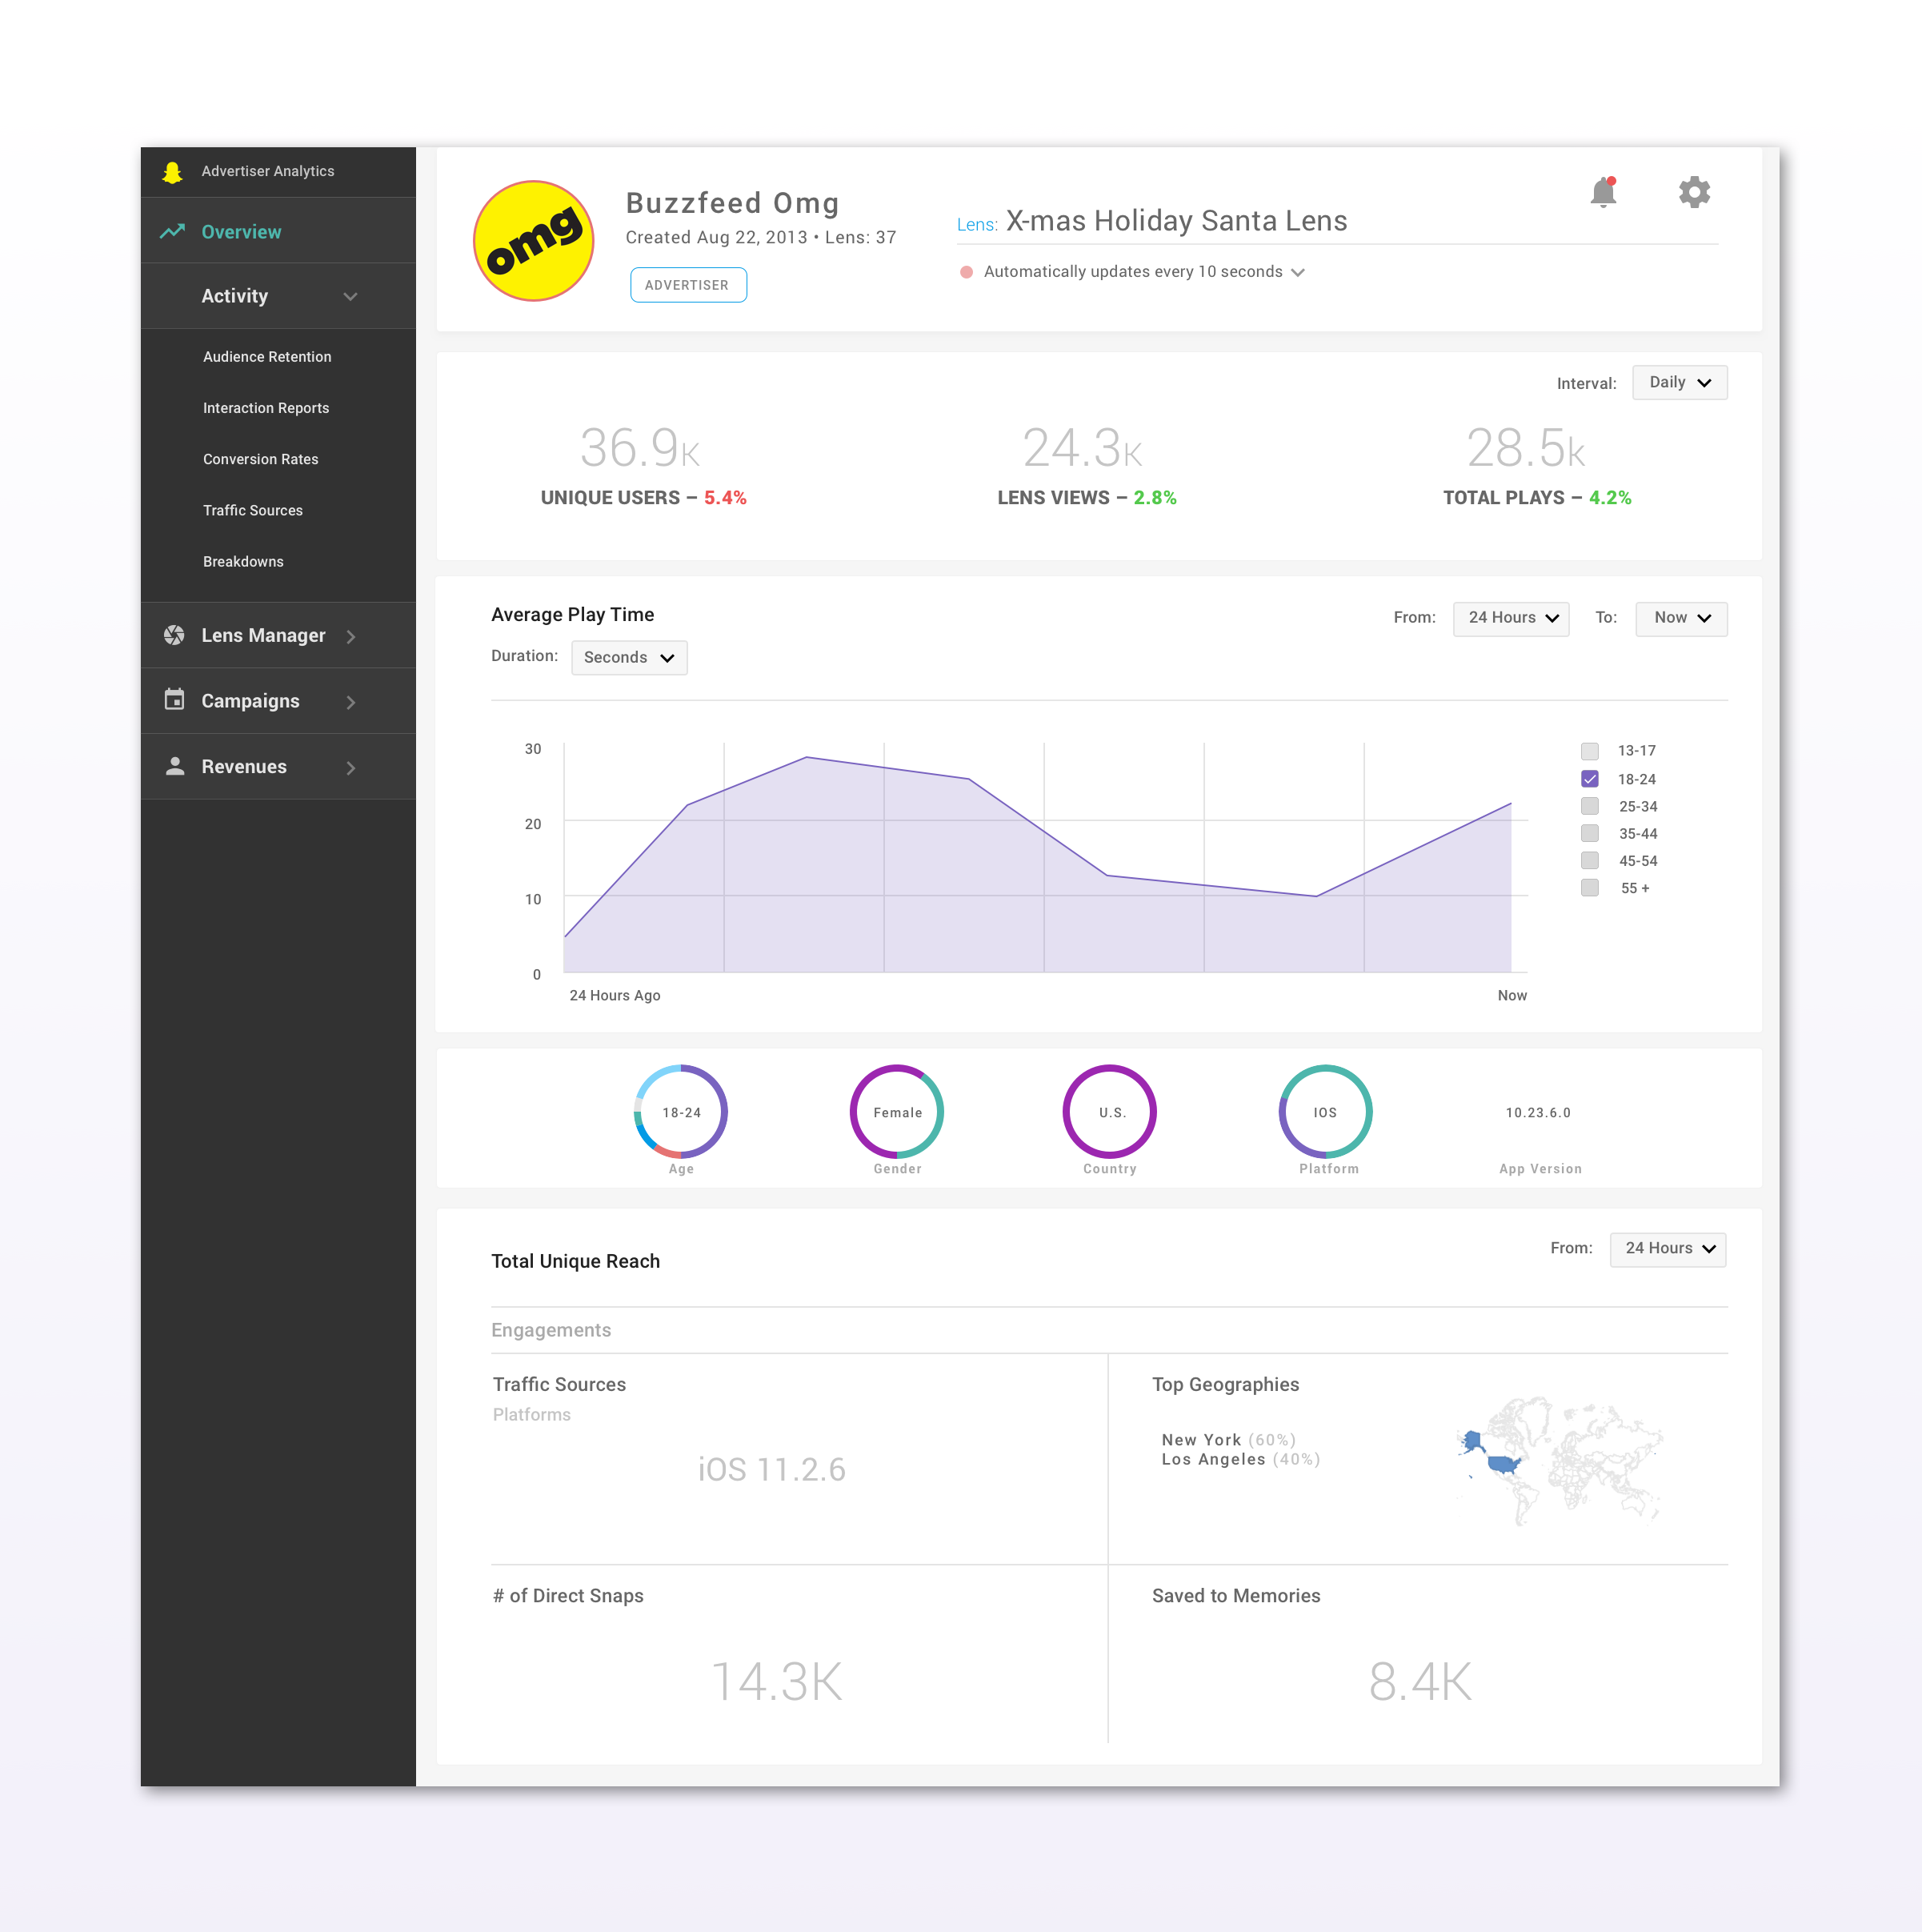 Advertiser Analytics
Overview
Activity
Audience Retention
Interaction Reports
Conversion Rates
Traffic Sources
Breakdowns
Lens Manager
Campaigns
Revenues
omg
Buzzfeed Omg
Created Aug 22, 2013 • Lens: 37
ADVERTISER
Lens: X-mas Holiday Santa Lens
Automatically updates every 10 seconds
Interval: Daily
36.9K
UNIQUE USERS – 5.4%
24.3K
LENS VIEWS – 2.8%
28.5k
TOTAL PLAYS – 4.2%
Average Play Time
From: 24 Hours To: Now
Duration: Seconds
30
20
10
0
24 Hours Ago
Now
13-17
18-24
25-34
35-44
45-54
55 +
18-24
Age
Female
Gender
U.S.
Country
IOS
Platform
10.23.6.0
App Version
Total Unique Reach
From: 24 Hours
Engagements
Traffic Sources
Platforms
iOS 11.2.6
Top Geographies
New York (60%)
Los Angeles (40%)
# of Direct Snaps
14.3K
Saved to Memories
8.4K